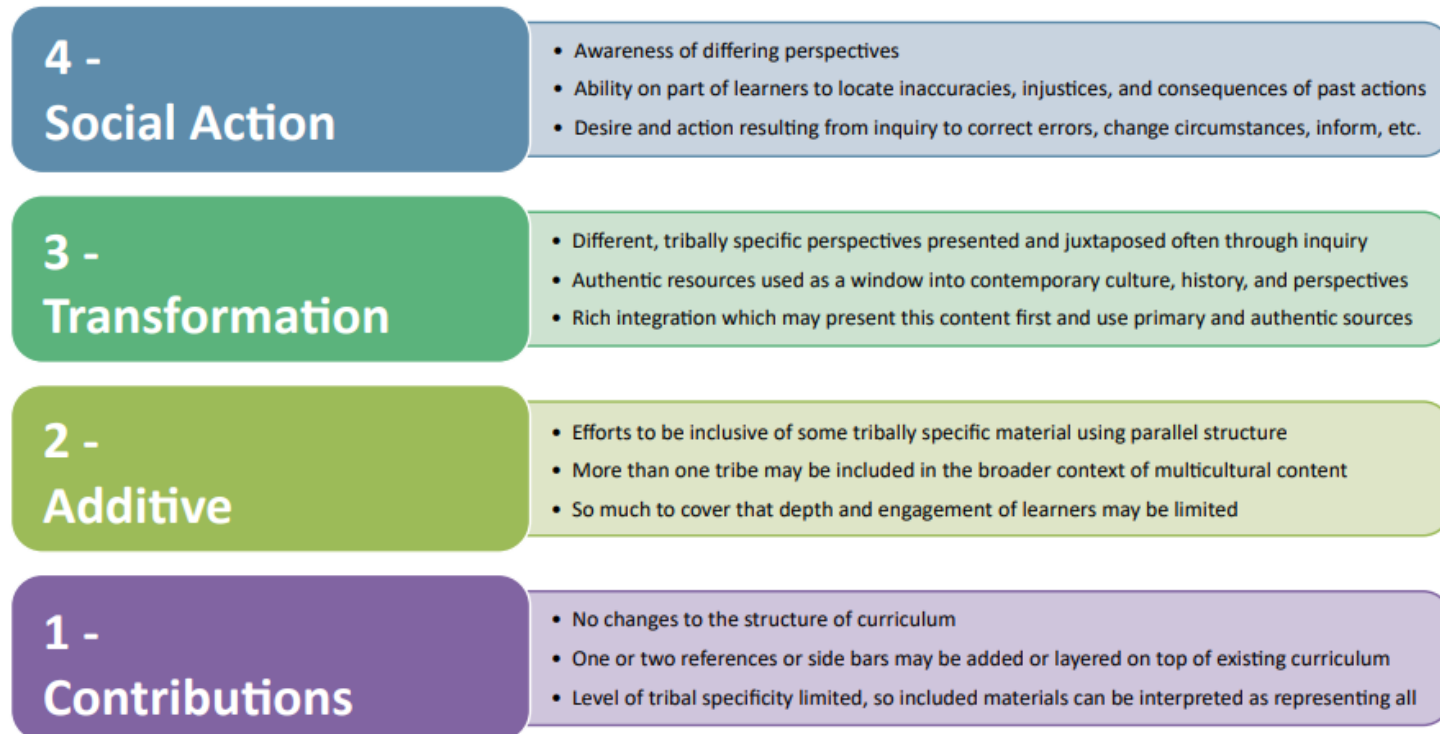 4 -
Social Action
• Awareness of differing perspectives
• Ability on part of learners to locate inaccuracies, injustices, and consequences of past actions
• Desire and action resulting from inquiry to correct errors, change circumstances, inform, etc.
3 -
Transformation
• Different, tribally specific perspectives presented and juxtaposed often through inquiry
• Authentic resources used as a window into contemporary culture, history, and perspectives
• Rich integration which may present this content first and use primary and authentic sources
2 -
Additive
• Efforts to be inclusive of some tribally specific material using parallel structure
• More than one tribe may be included in the broader context of multicultural content
• So much to cover that depth and engagement of learners may be limited
1 -
Contributions
• No changes to the structure of curriculum
• One or two references or side bars may be added or layered on top of existing curriculum
• Level of tribal specificity limited, so included materials can be interpreted as representing all